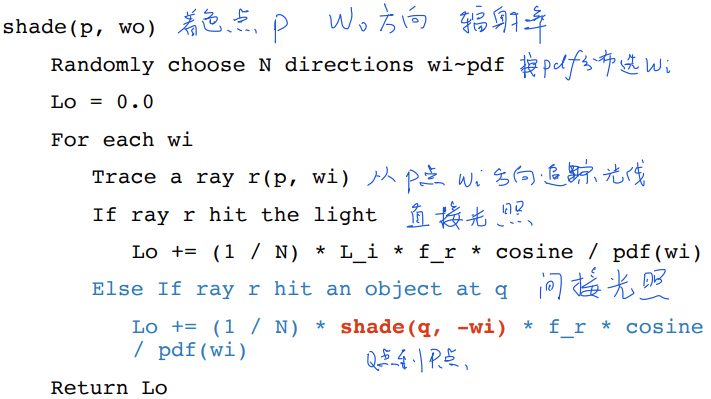 shade(p, wo) 着色点 p Wo方向 辐射率
Randomly choose N directions wi~pdf 按pdf分布选Wi
Lo = 0.0
For each wi
Trace a ray r(p, wi) 从 p点 Wi方向追踪光线
If ray r hit the light 直接光照
Lo += (1 / N) * L_i * f_r * cosine / pdf(wi)
Else If ray r hit an object at q 间接光照
Lo += (1 / N) * shade(q, -wi) * f_r * cosine
/ pdf(wi) Q点到P点
Return Lo